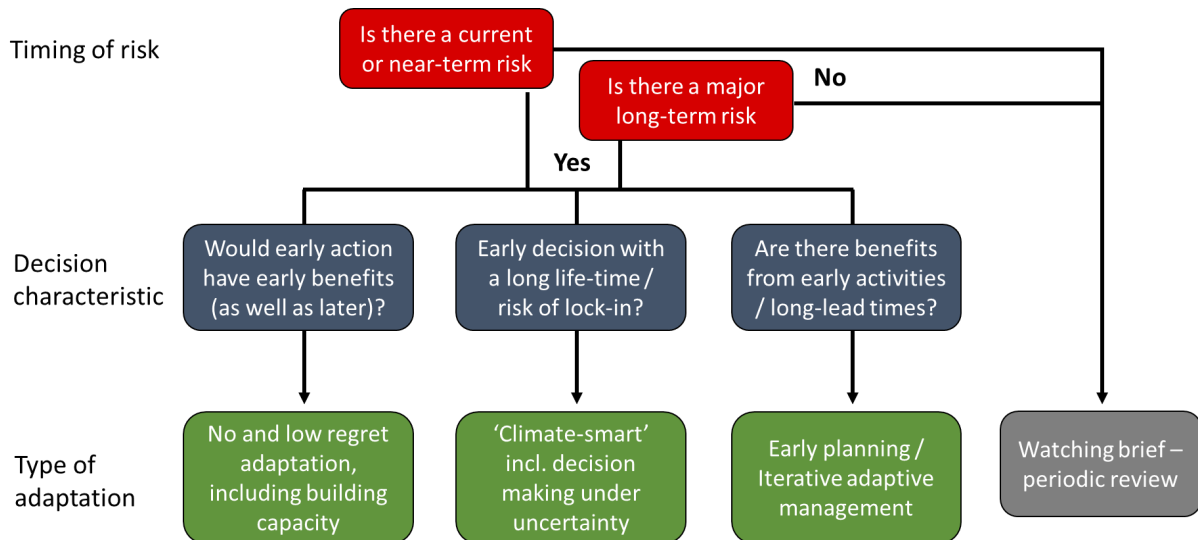 Timing of risk
Is there a current
or near-term risk
Is there a major
long-term risk
No
Yes
Decision
characteristic
Would early action
have early benefits
(as well as later)?
Early decision with
a long life-time /
risk of lock-in?
Are there benefits
from early activities
/ long-lead times?
Type of
adaptation
No and low regret
adaptation,
including building
capacity
‘Climate-smart’
incl. decision
making under
uncertainty
Early planning /
Iterative adaptive
management
Watching brief –
periodic review